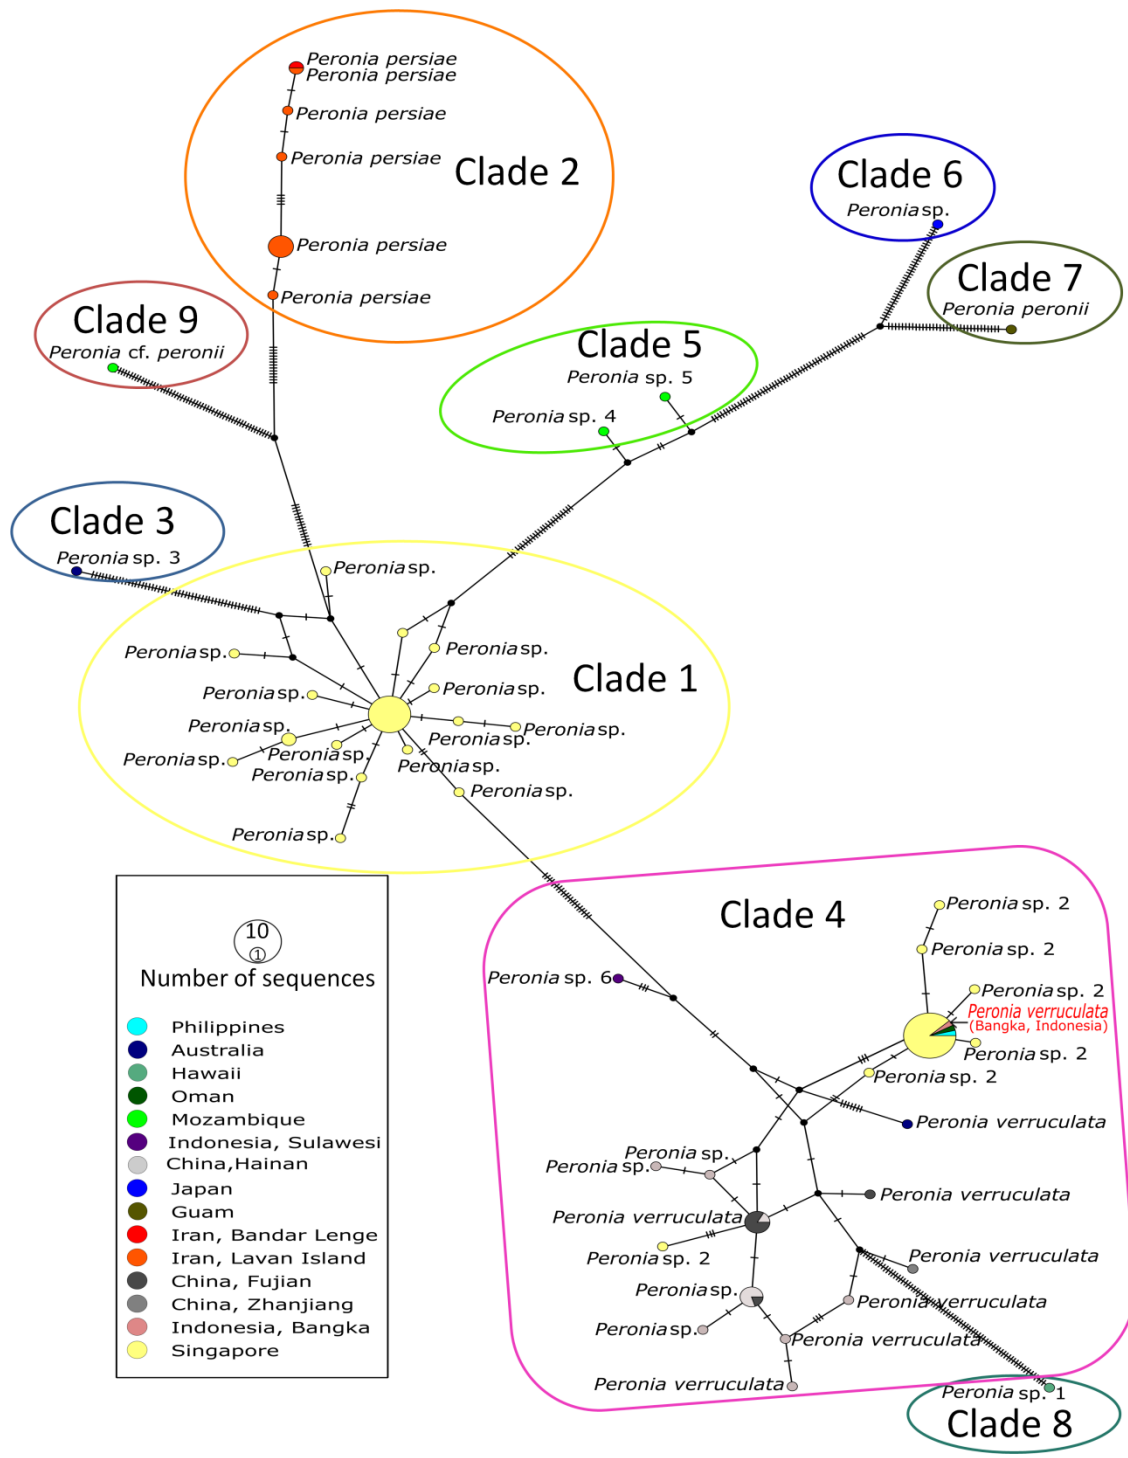 Peronia persiae
Peronia persiae
Peronia persiae
Peronia persiae
Clade 2
Peronia persiae
Peronia persiae
Clade 6
Peronia sp.
Clade 7
Peronia peronii
Clade 9
Peronia cf. peronii
Clade 5
Peronia sp. 5
Peronia sp. 4
Clade 3
Peronia sp. 3
Peronia sp.
Peronia sp.
Peronia sp.
Peronia sp.
Clade 1
Peronia sp.
Peronia sp.
Peronia sp.
Peronia sp.
Peronia sp.
Peronia sp.
Peronia sp.
Peronia sp.
Peronia sp.
Peronia sp.
Peronia sp.
10
1
Number of sequences
Philippines
Australia
Hawaii
Oman
Mozambique
Indonesia, Sulawesi
China,Hainan
Japan
Guam
Iran, Bandar Lenge
Iran, Lavan Island
China, Fujian
China, Zhanjiang
Indonesia, Bangka
Singapore
Clade 4
Peronia sp. 2
Peronia sp. 2
Peronia sp. 6
Peronia sp. 2
Peronia verruculata
(Bangka, Indonesia)
Peronia sp. 2
Peronia sp. 2
Peronia verruculata
Peronia sp.
Peronia sp.
Peronia verruculata
Peronia verruculata
Peronia sp. 2
Peronia verruculata
Peronia sp.
Peronia verruculata
Peronia sp.
Peronia verruculata
Peronia verruculata
Peronia sp. 1
Clade 8